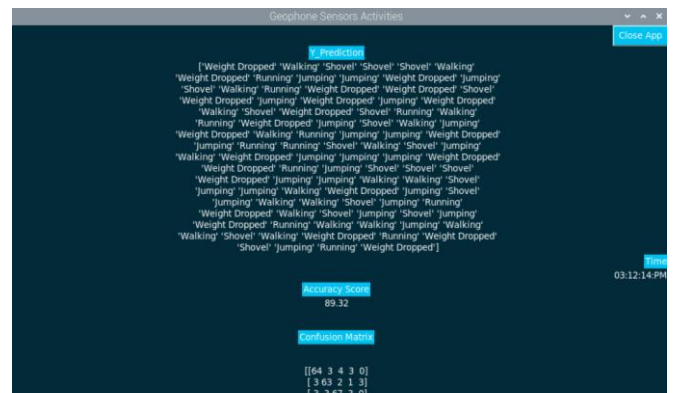 Geophone Sensors Activities
Close App
Y_Prediction
['Weight Dropped' 'Walking' 'Shovel' 'Shovel' 'Shovel' 'Walking'
'Weight Dropped' 'Running' 'Jumping' 'Jumping' 'Weight Dropped' 'Jumping'
'Shovel' 'Walking' 'Running' 'Weight Dropped' 'Weight Dropped' 'Shovel'
'Weight Dropped' 'Jumping' 'Weight Dropped' 'Jumping' 'Weight Dropped'
'Walking' 'Shovel' 'Weight Dropped' 'Shovel' 'Running' 'Walking'
'Running' 'Weight Dropped' 'Jumping' 'Shovel' 'Walking' 'Jumping'
'Weight Dropped' 'Walking' 'Running' 'Jumping' 'Jumping' 'Weight Dropped'
'Jumping' 'Running' 'Running' 'Shovel' 'Walking' 'Shovel' 'Jumping'
'Walking' 'Weight Dropped' 'Jumping' 'Jumping' 'Jumping' 'Weight Dropped'
'Weight Dropped' 'Running' 'Jumping' 'Shovel' 'Shovel' 'Shovel'
'Weight Dropped' 'Jumping' 'Jumping' 'Walking' 'Walking' 'Shovel'
'Jumping' 'Jumping' 'Walking' 'Weight Dropped' 'Jumping' 'Shovel'
'Jumping' 'Walking' 'Walking' 'Shovel' 'Jumping' 'Running'
'Weight Dropped' 'Walking' 'Shovel' 'Jumping' 'Shovel' 'Jumping'
'Weight Dropped' 'Running' 'Walking' 'Walking' 'Jumping' 'Walking'
'Walking' 'Shovel' 'Walking' 'Weight Dropped' 'Running' 'Weight Dropped'
'Shovel' 'Jumping' 'Running' 'Weight Dropped']
Time
03:12:14:PM
Accuracy Score
89.32
Confusion Matrix
[[64 3 4 3 0]
[ 3 63 2 1 3]